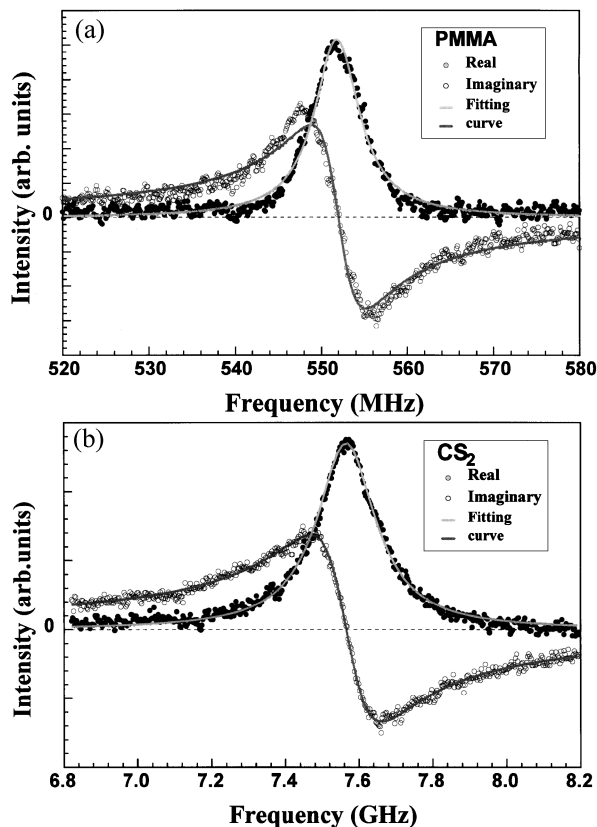 (a)
PMMA
Real
Imaginary
Fitting
curve
Intensity (arb. units)
0
520 530 540 550 560 570 580
Frequency (MHz)
(b)
CS2
Real
Imaginary
Fitting
curve
Intensity (arb.units)
0
6.8 7.0 7.2 7.4 7.6 7.8 8.0 8.2
Frequency (GHz)